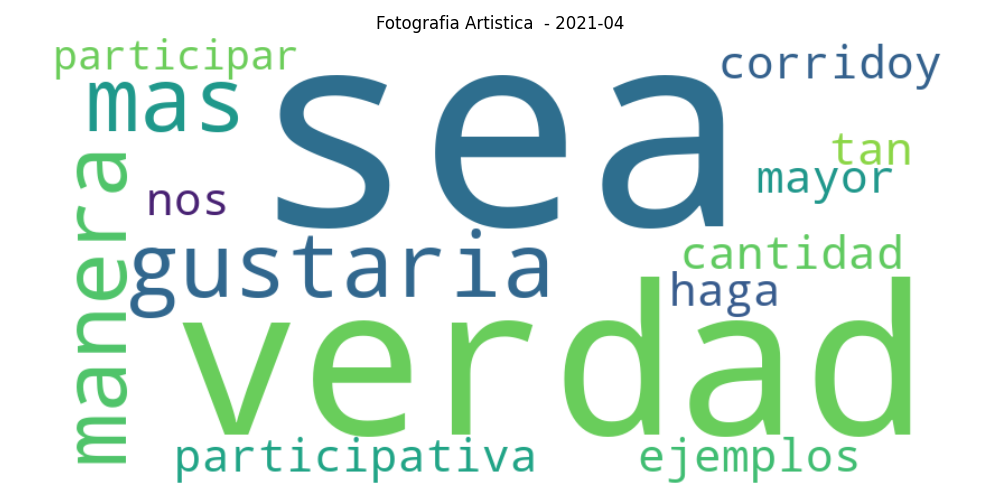 Fotografia Artistica - 2021-04
participar
corridoy
mas
sea
tan
mayor
manera
nos
gustaria
cantidad
haga
verdad
participativa
ejemplos